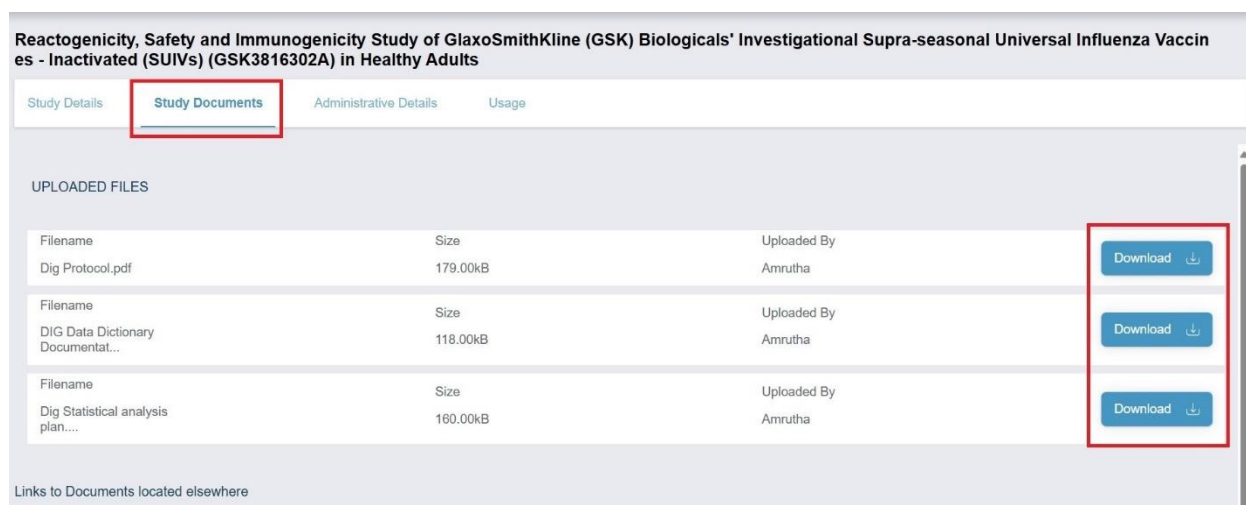 Reactogenicity, Safety and Immunogenicity Study of GlaxoSmithKline (GSK) Biologicals' Investigational Supra-seasonal Universal Influenza Vaccin
es - Inactivated (SUIVs) (GSK3816302A) in Healthy Adults
Study Details Study Documents Administrative Details Usage
UPLOADED FILES
Filename Size Uploaded By
Dig Protocol.pdf 179.00kB Amrutha Download
Filename Size Uploaded By
DIG Data Dictionary
Documentat... 118.00kB Amrutha Download
Filename Size Uploaded By
Dig Statistical analysis
plan.... 160.00kB Amrutha Download
Links to Documents located elsewhere